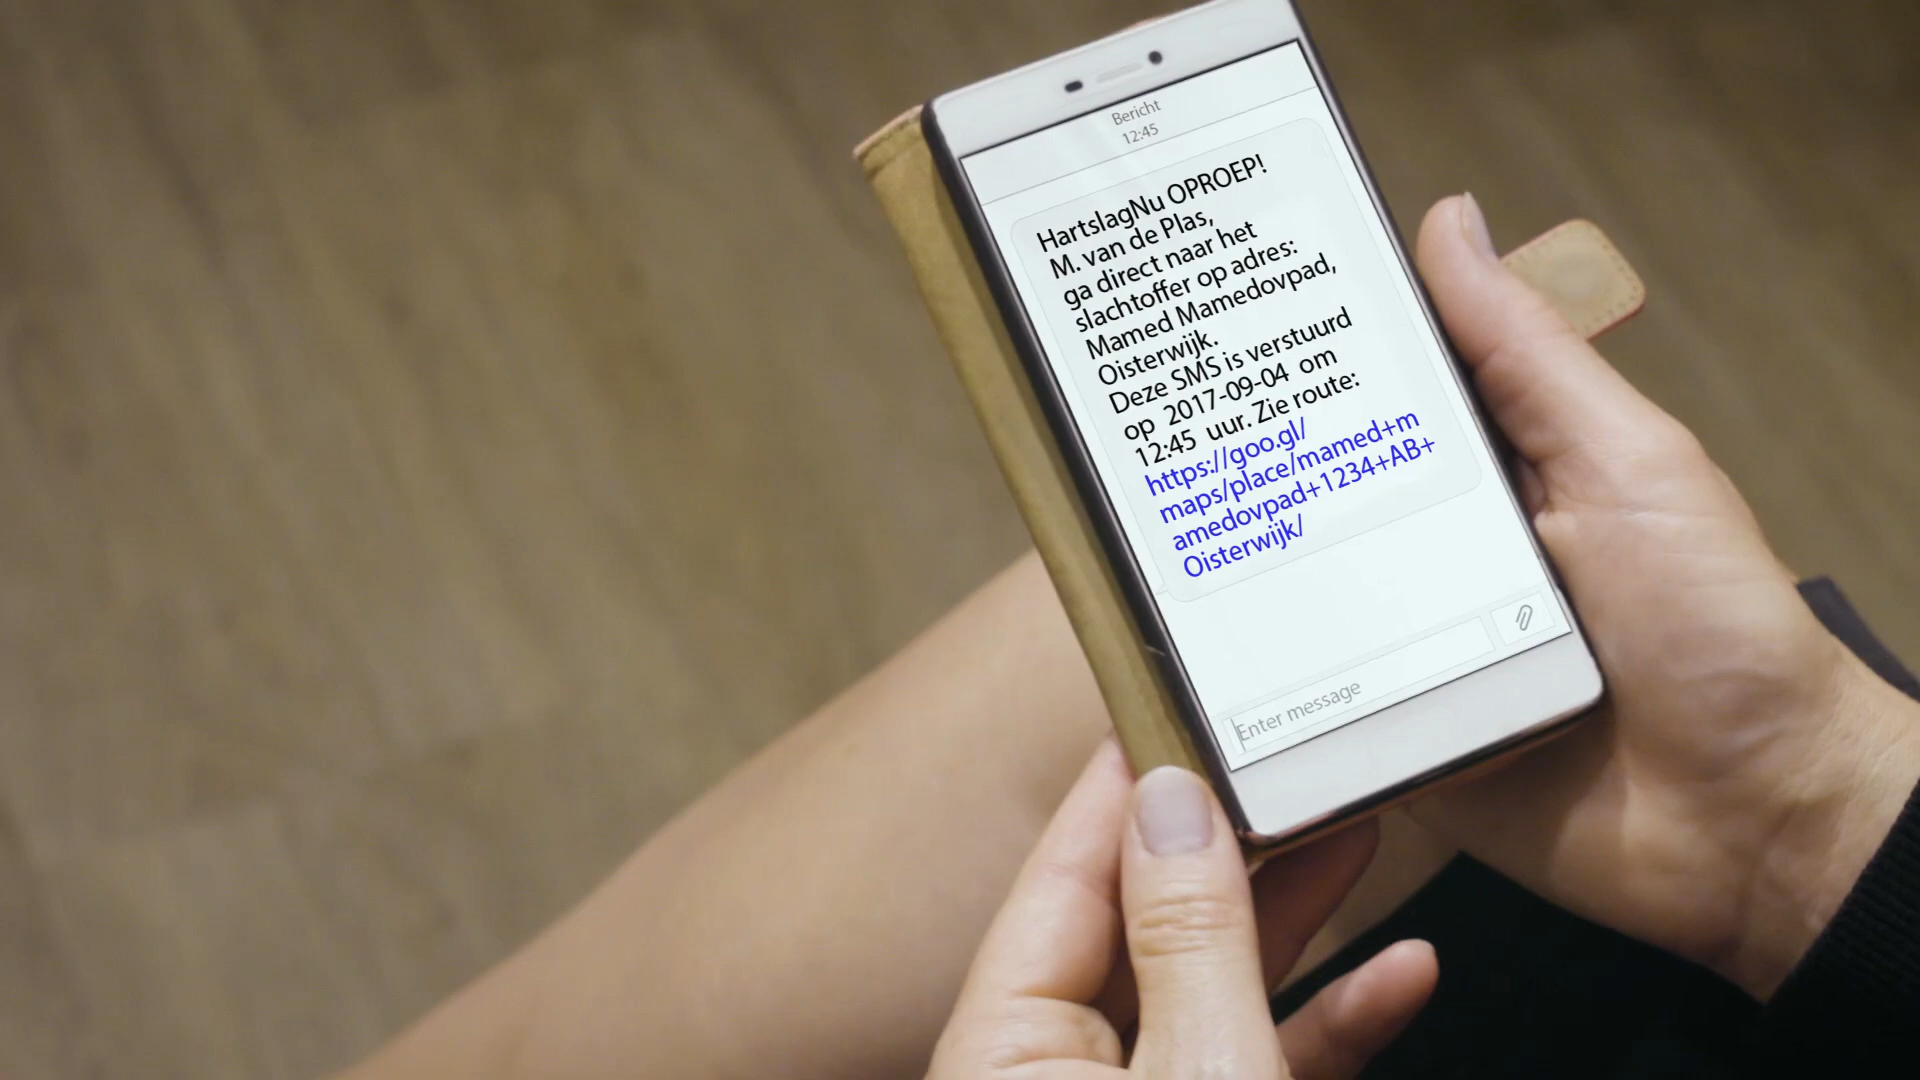 Bericht
12:45
HartslagNu OPROEP!
M. van de Plas,
ga direct naar het
slachtoffer op adres:
Mamed Mamedovpad,
Oisterwijk.
Deze SMS is verstuurd
op 2017-09-04 om
12:45 uur. Zie route:
https://goo.gl/
maps/place/mamed+m
amedovpad+1234+AB+
Oisterwijk/
Enter message